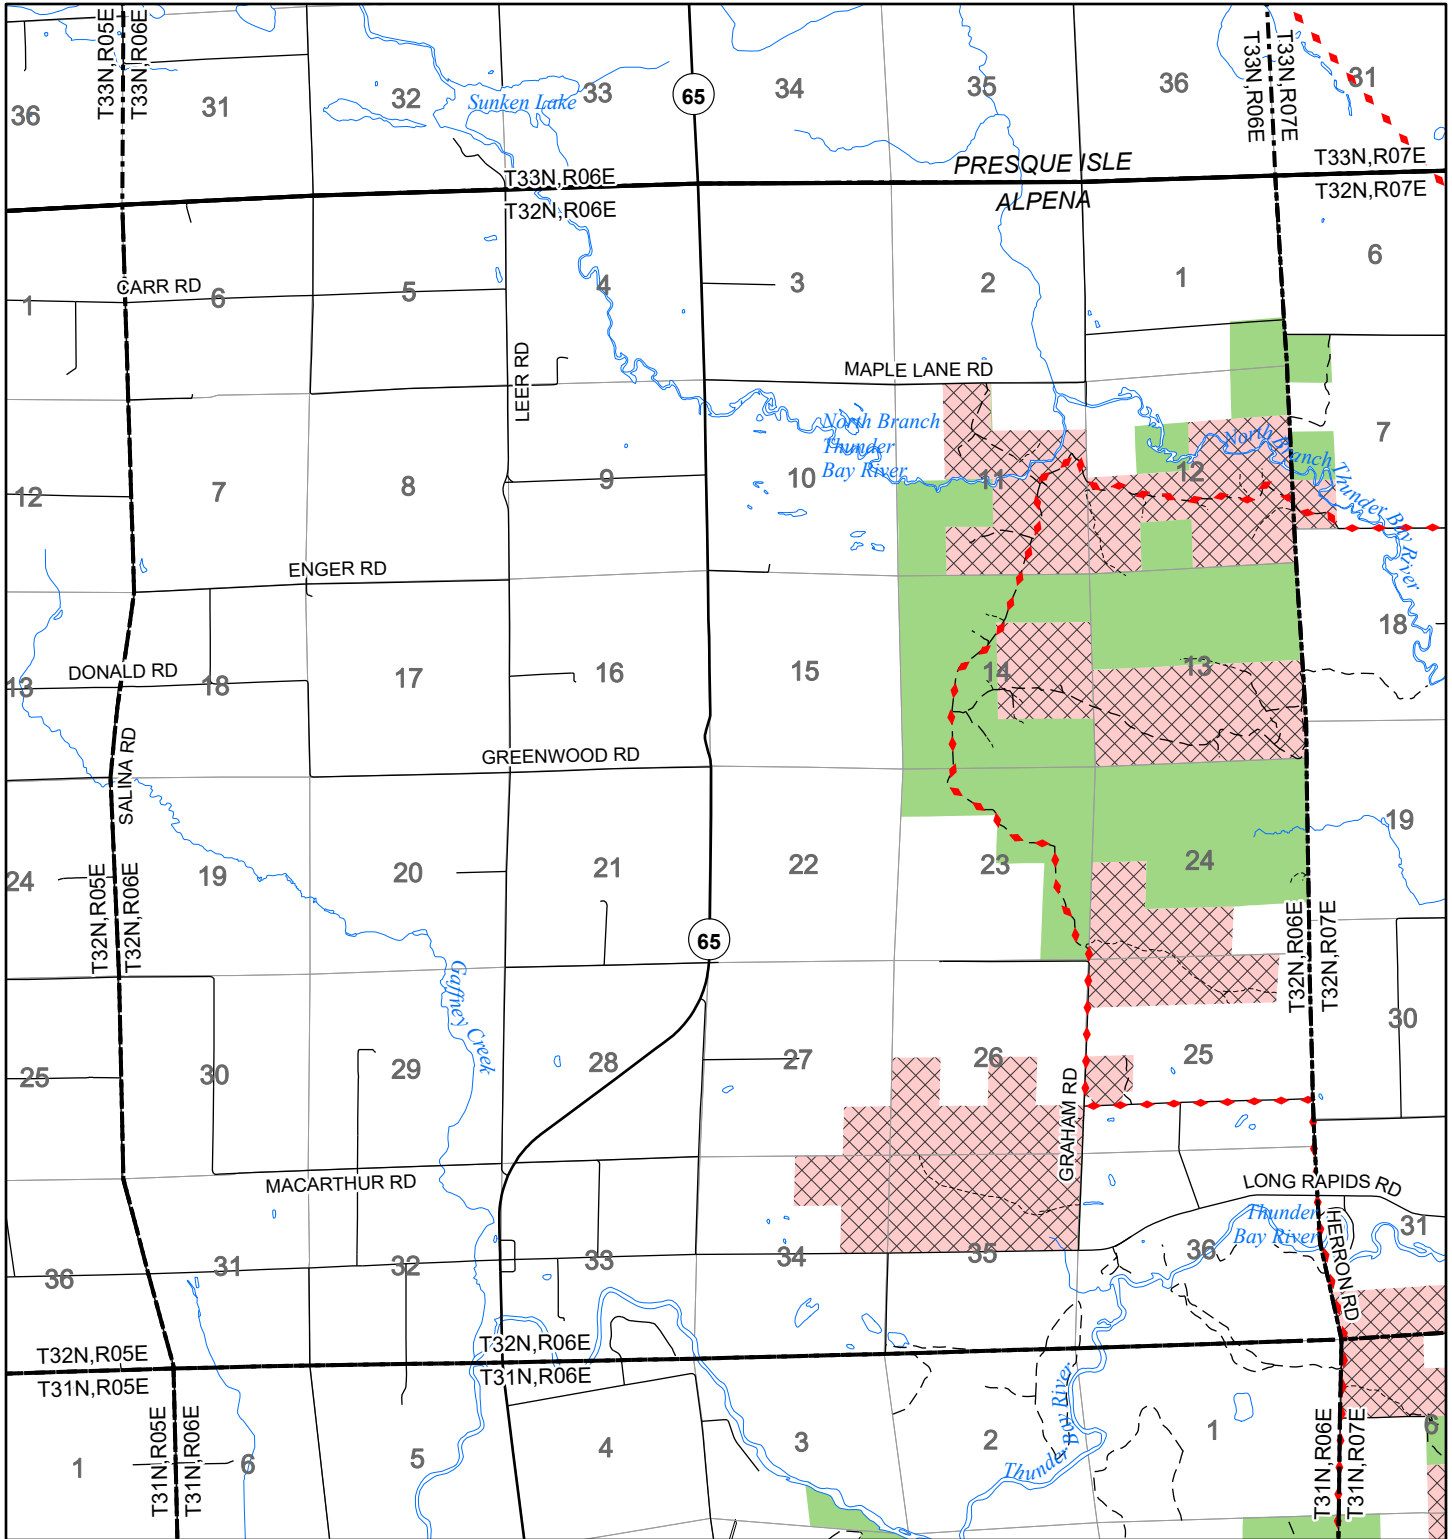 T33N,R05E
T33N,R06E
T33N,R06E
T33N,R07E
36
31
32
Sunken Lake
33
65
34
35
36
31
PRESQUE ISLE
ALPENA
T33N,R06E
T32N,R06E
T33N,R07E
T32N,R07E
CARR RD
1
6
5
4
3
2
1
6
LEER RD
MAPLE LANE RD
North Branch
Thunder
Bay River
North Branch Thunder Bay River
12
7
8
9
10
11
12
7
ENGER RD
DONALD RD
13
18
17
16
15
14
13
18
SALINA RD
GREENWOOD RD
24
19
20
21
22
23
24
19
T32N,R05E
T32N,R06E
65
T32N,R06E
T32N,R07E
Gaffney Creek
25
30
29
28
27
26
25
30
GRAHAM RD
MACARTHUR RD
LONG RAPIDS RD
Thunder
Bay River
HERRON RD
36
31
32
33
34
35
36
31
T32N,R05E
T31N,R05E
T32N,R06E
T31N,R06E
T31N,R05E
T31N,R06E
Thunder Bay River
T31N,R06E
T31N,R07E
1
6
5
4
3
2
1
6